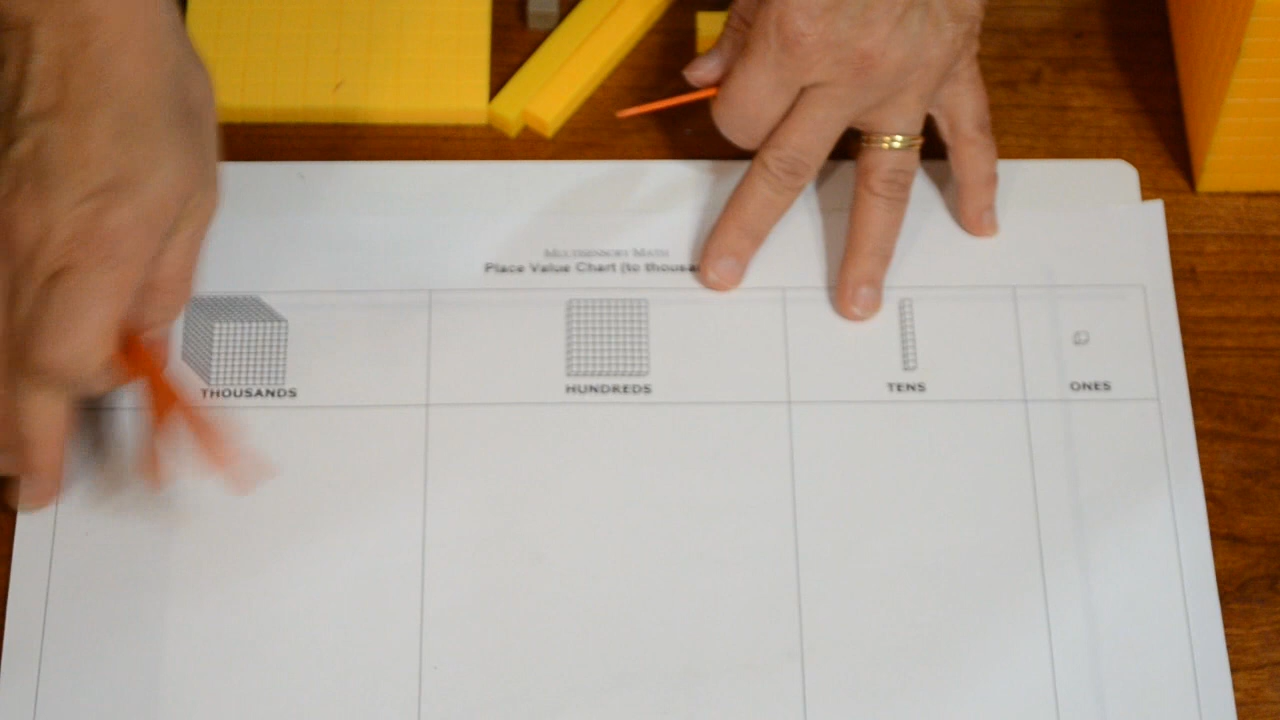 MULTISENSORY MATH
Place Value Chart (to thousa
THOUSANDS
HUNDREDS
TENS
ONES